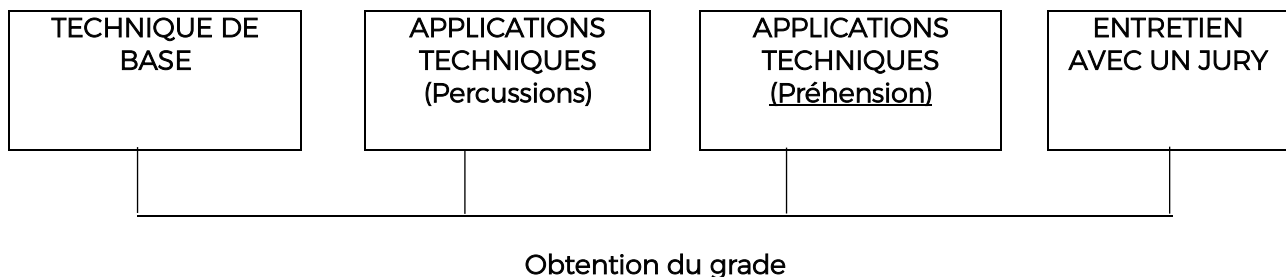 TECHNIQUE DE
BASE
APPLICATIONS
TECHNIQUES
(Percussions)
APPLICATIONS
TECHNIQUES
(Préhension)
ENTRETIEN
AVEC UN JURY
Obtention du grade